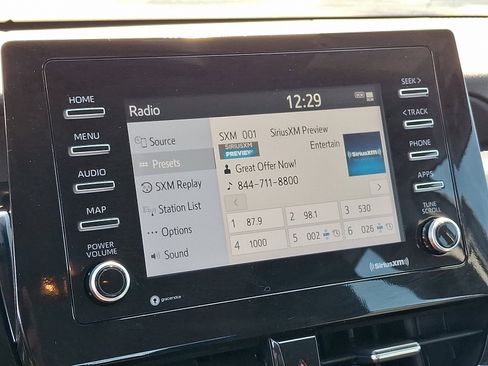 HOME
MENU
AUDIO
MAP
POWER
VOLUME
Radio
12:29
Source
Presets
SXM Replay
Station List
Options
Sound
SXM 001 SiriusXM Preview
SIRIUSXM
PREVIEW
Entertain
Great Offer Now!
844-711-8800
SiriusXM
1 87.9
2 98.1
3 530
4 1000
5 002
6 026
SEEK >
< TRACK
PHONE
APPS
TUNE
SCROLL
gracenote
SiriusXM